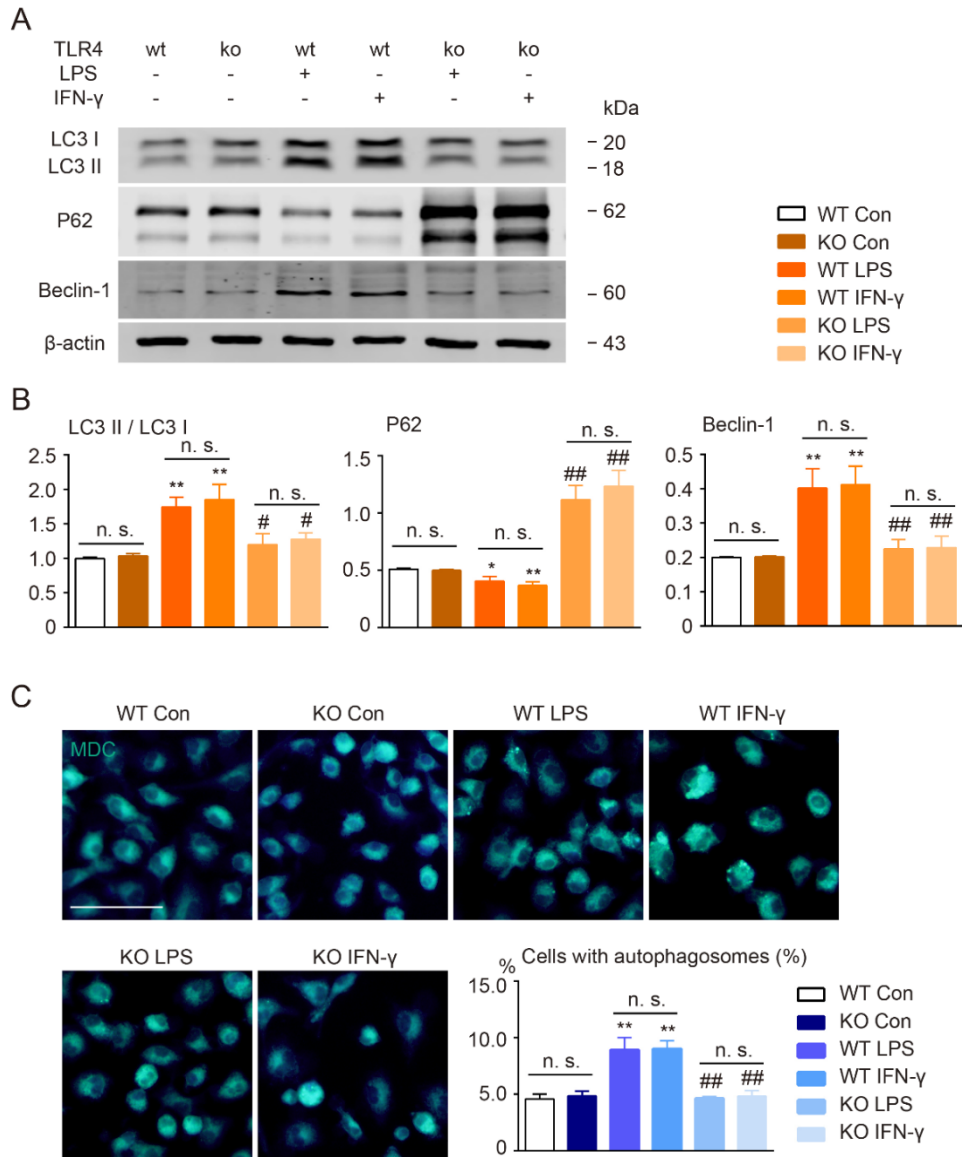 A
TLR4 wt ko wt wt ko ko
LPS - - + - + -
IFN-γ - - - + - +
kDa
LC3 I - 20
LC3 II - 18
P62 - 62
Beclin-1 - 60
β-actin - 43
WT Con
KO Con
WT LPS
WT IFN-γ
KO LPS
KO IFN-γ
B
LC3 II / LC3 I
2.5
2.0
1.5
1.0
0.5
0
n. s.
n. s.
** **
n. s.
# #
P62
1.5
1.0
0.5
0
n. s.
n. s.
* **
n. s.
## ##
Beclin-1
0.5
0.4
0.3
0.2
0.1
0
n. s.
n. s.
** **
n. s.
## ##
C
WT Con KO Con WT LPS WT IFN-γ
MDC
KO LPS KO IFN-γ
Cells with autophagosomes (%)
%
15.0
10.0
5.0
0
n. s.
n. s.
** **
n. s.
## ##
WT Con
KO Con
WT LPS
WT IFN-γ
KO LPS
KO IFN-γ